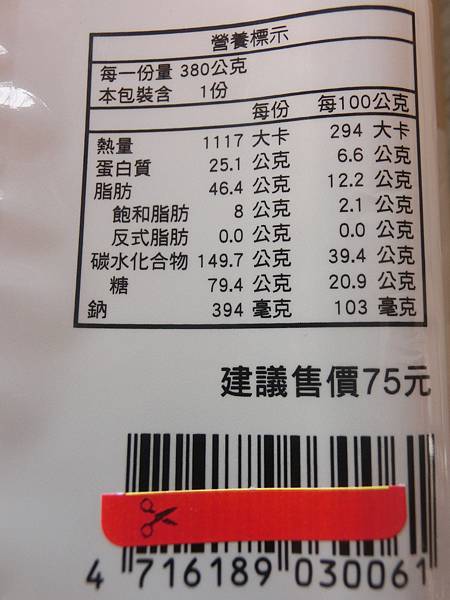 營養標示
每一份量 380公克
本包裝含 1份
每份 每100公克
熱量 1117 大卡 294 大卡
蛋白質 25.1 公克 6.6 公克
脂肪 46.4 公克 12.2 公克
飽和脂肪 8 公克 2.1 公克
反式脂肪 0.0 公克 0.0 公克
碳水化合物 149.7 公克 39.4 公克
糖 79.4 公克 20.9 公克
鈉 394 毫克 103 毫克
建議售價75元
4 716189 030061